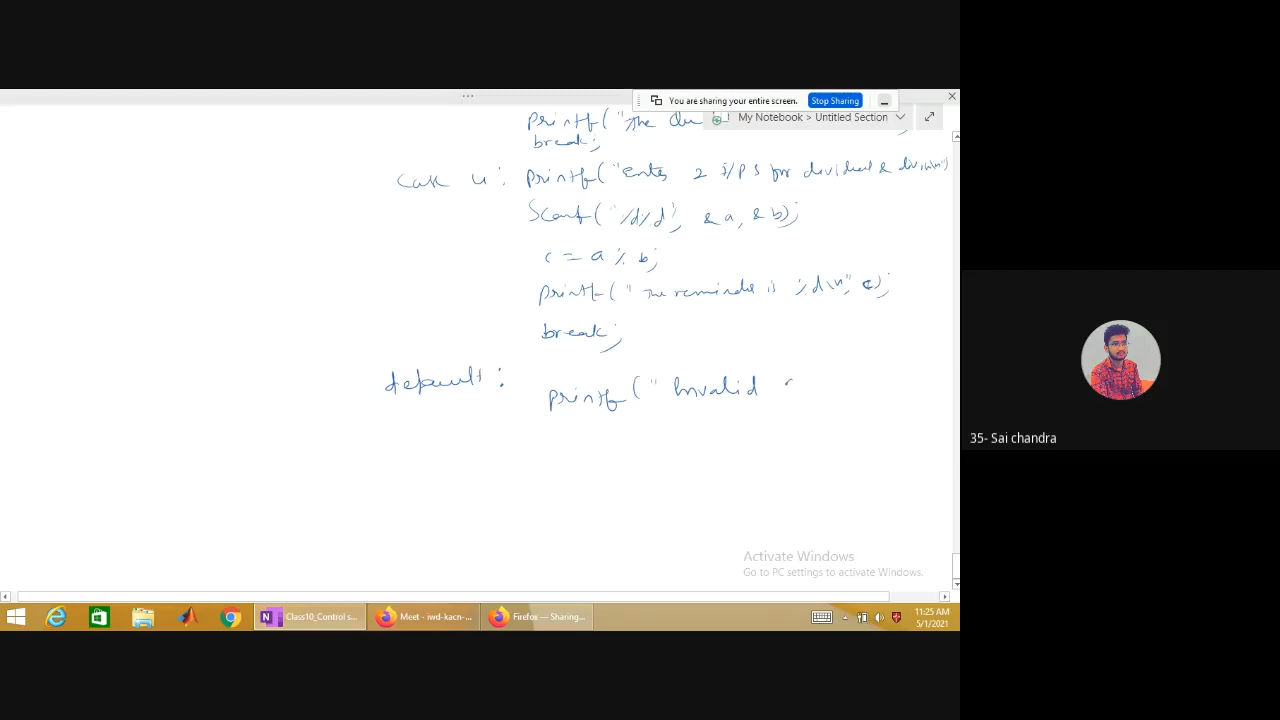 You are sharing your entire screen. Stop Sharing
My Notebook > Untitled Section
printf("The Qu
break;
case 4: printf("Enter 2 I/PS for dividend & div
scanf("%d%d", &a, &b);
c = a % b;
printf(" The reminder is %d\n", c);
break;
default: printf(" Invalid
35- Sai chandra
Activate Windows
Go to PC settings to activate Windows.
Class10_Control s...
Meet - iwd-kacn-...
Firefox — Sharing...
11:25 AM
5/1/2021